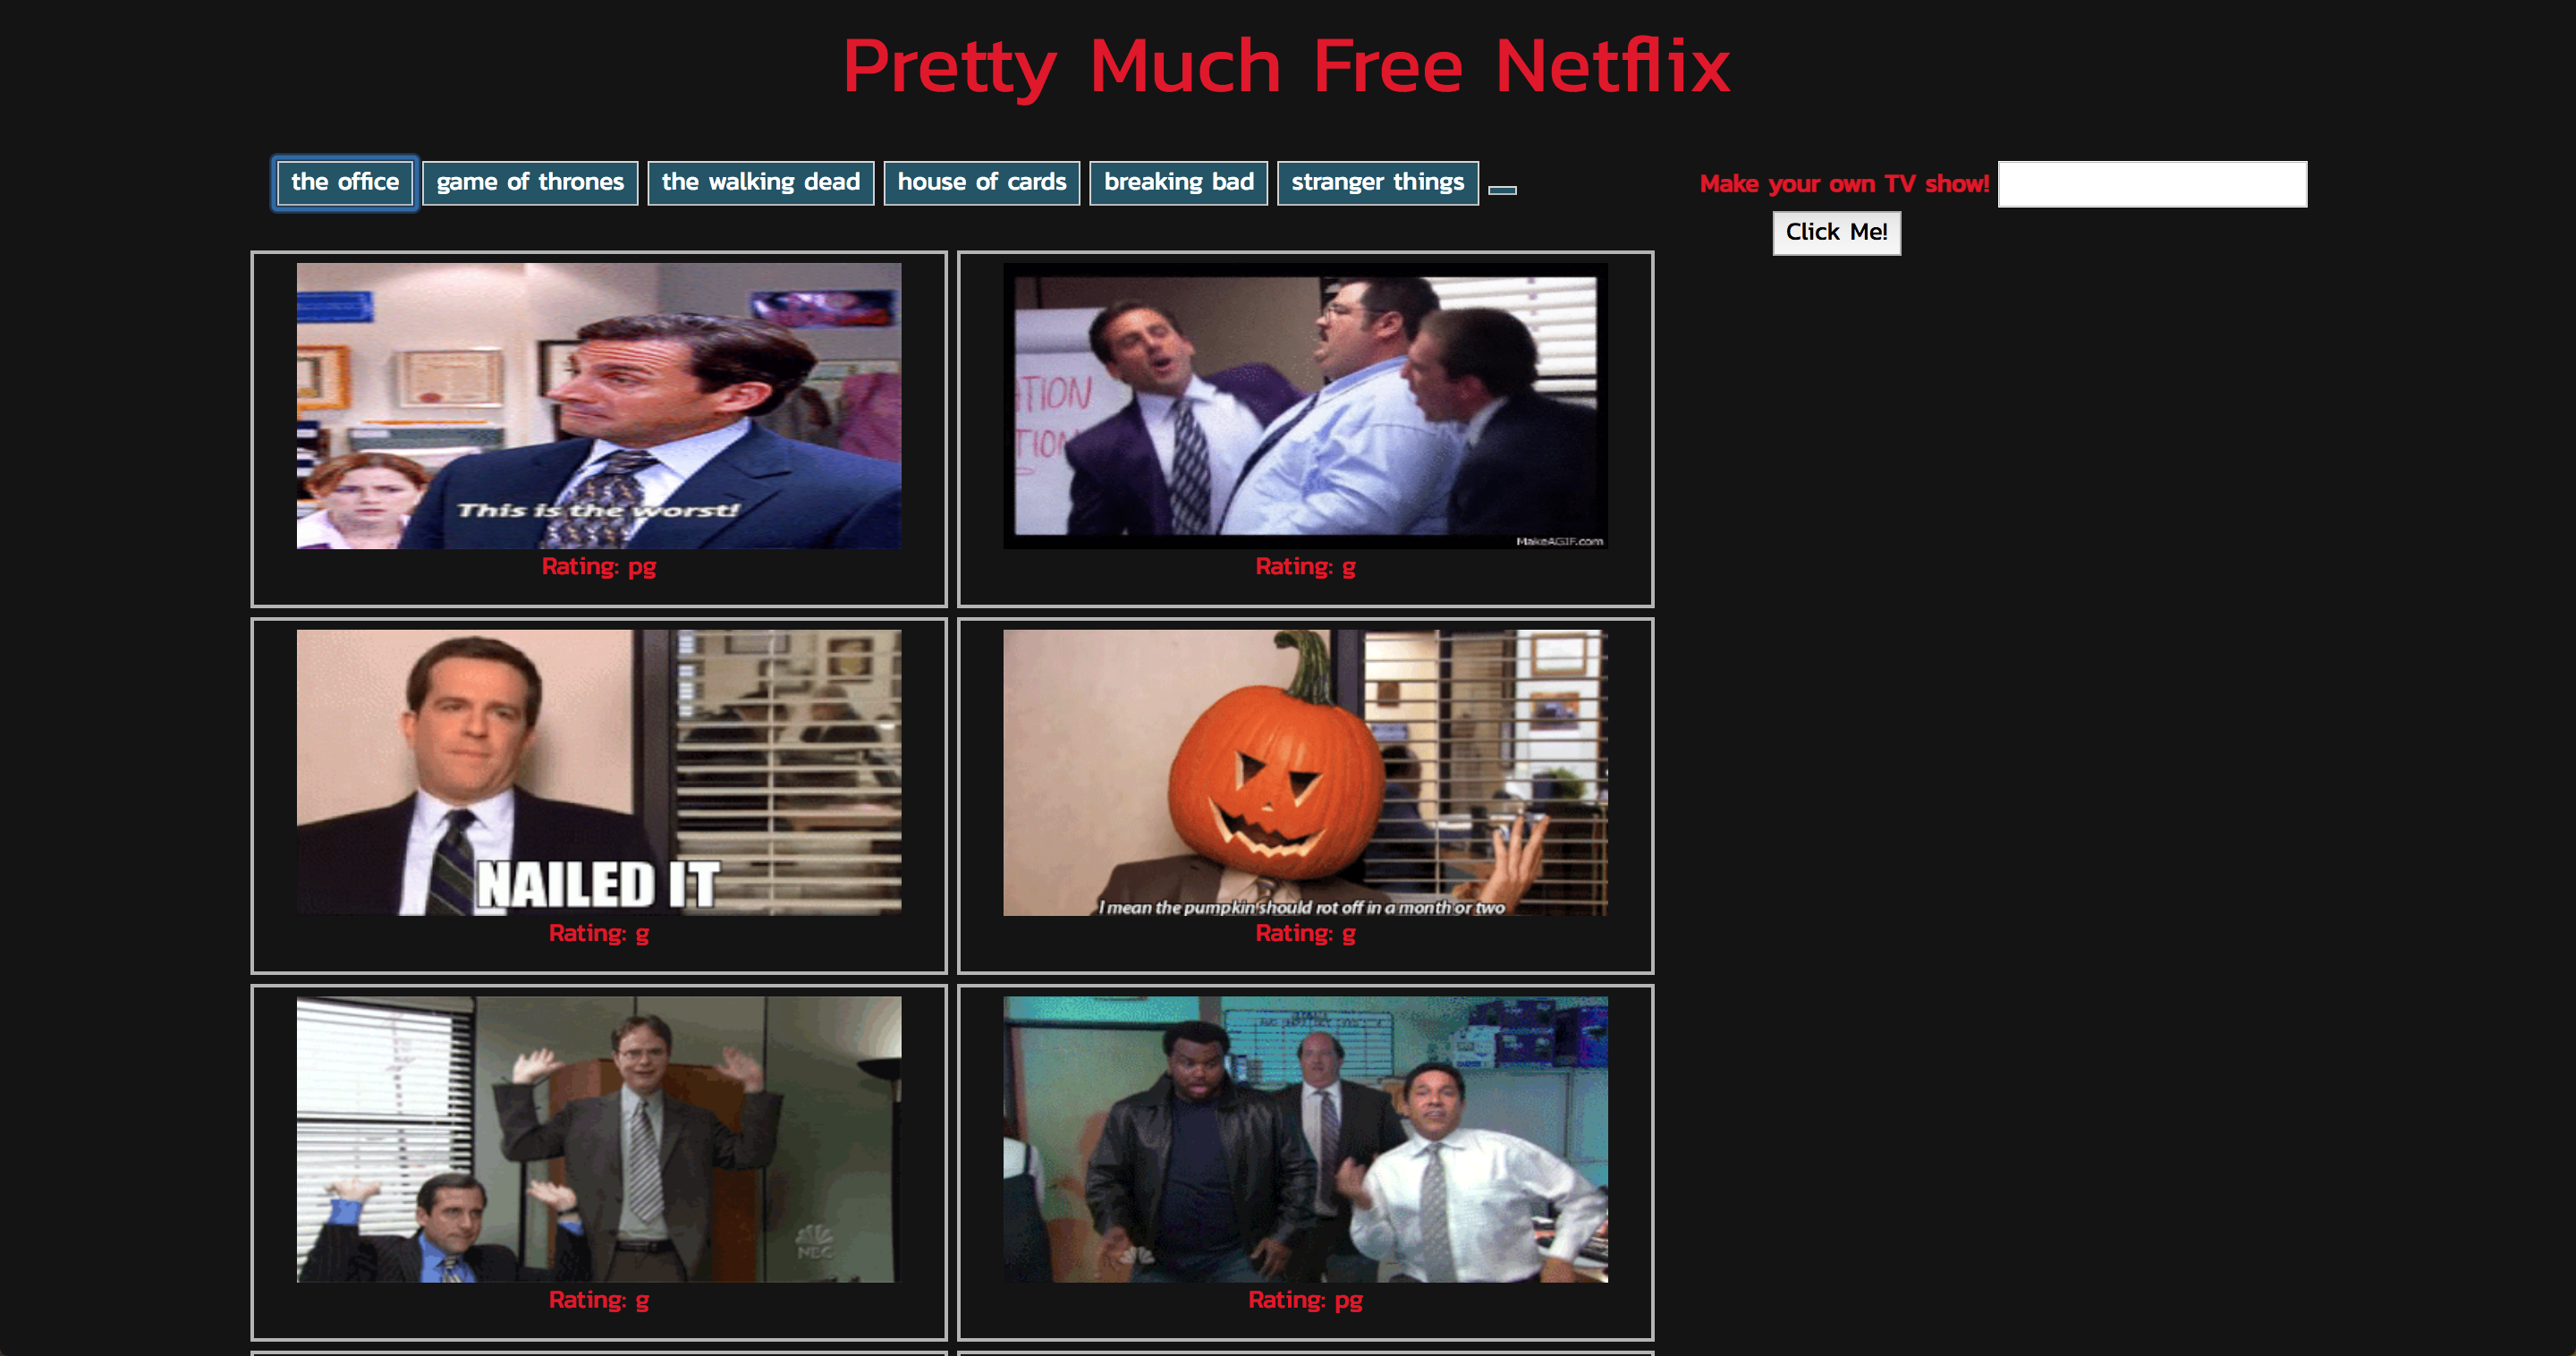 Pretty Much Free Netflix
the office
game of thrones
the walking dead
house of cards
breaking bad
stranger things
Make your own TV show!
Click Me!
This is the worst!
Rating: pg
ATION
TION
MakeAGIF.com
Rating: g
NAILED IT
Rating: g
I mean the pumpkin should rot off in a month or two
Rating: g
NBC
Rating: g
Rating: pg